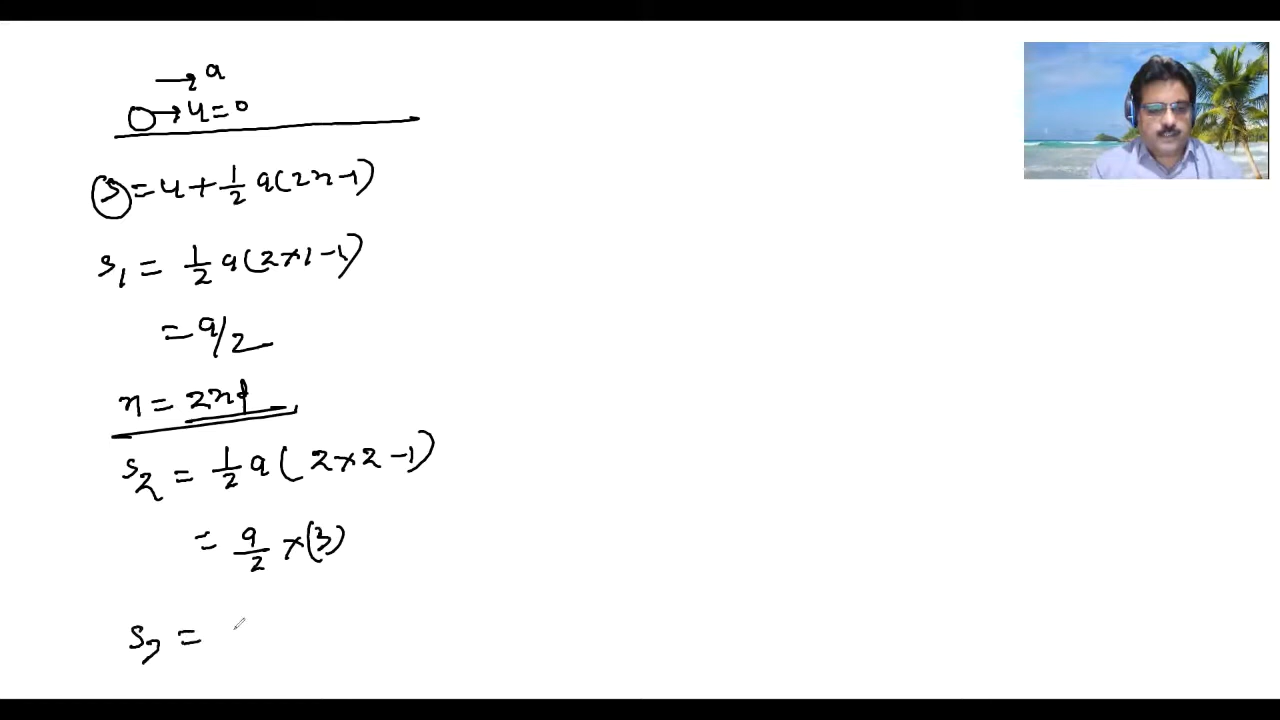 → a
→ u = 0
s = u + 1/2 a(2n-1)
s₁ = 1/2 a(2×1-1)
= a/2
n = 2nd
s₂ = 1/2 a(2×2-1)
= a/2 ×(3)
s₃ =